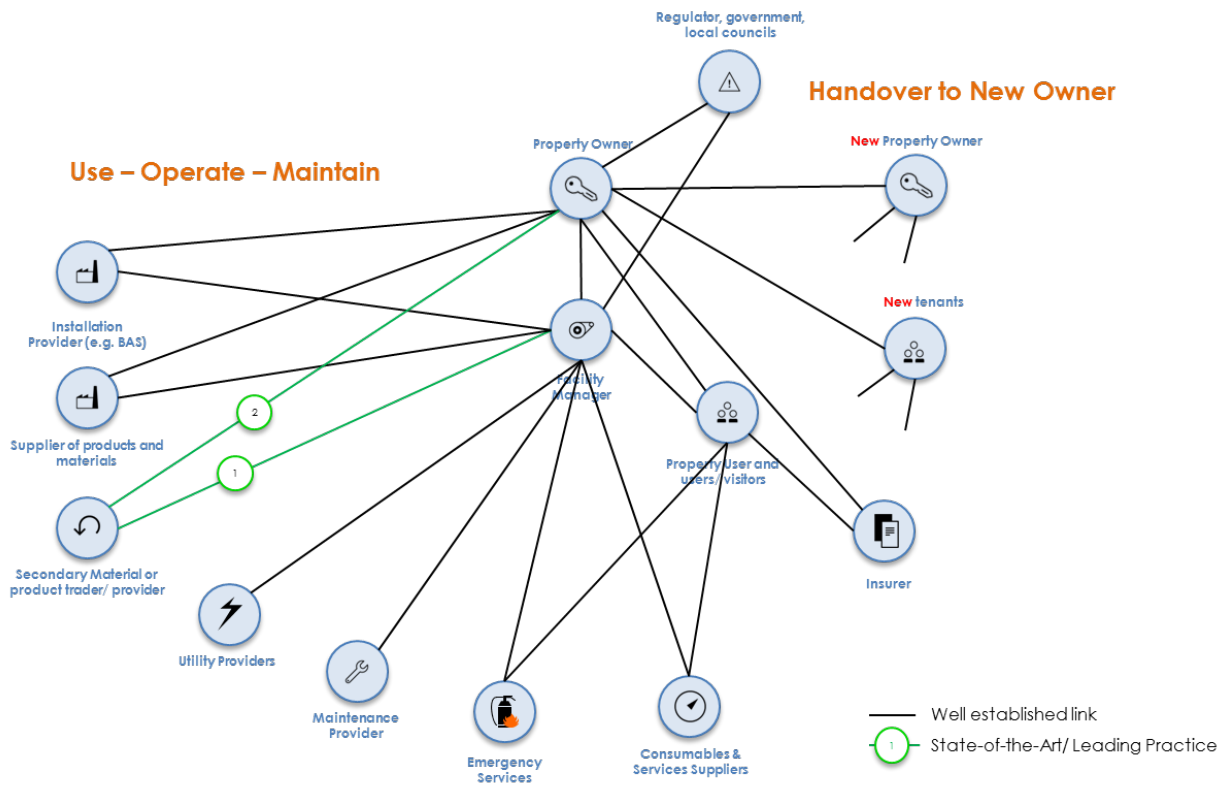 Regulator, government,
local councils
Handover to New Owner
Property Owner
New Property Owner
Use – Operate – Maintain
New tenants
Installation
Provider (e.g. BAS)
Facility
Manager
2
Supplier of products and
materials
1
Property User and
users/ visitors
Secondary Material or
product trader/ provider
Insurer
Utility Providers
Maintenance
Provider
Emergency
Services
Consumables &
Services Suppliers
Well established link
1
State-of-the-Art/ Leading Practice